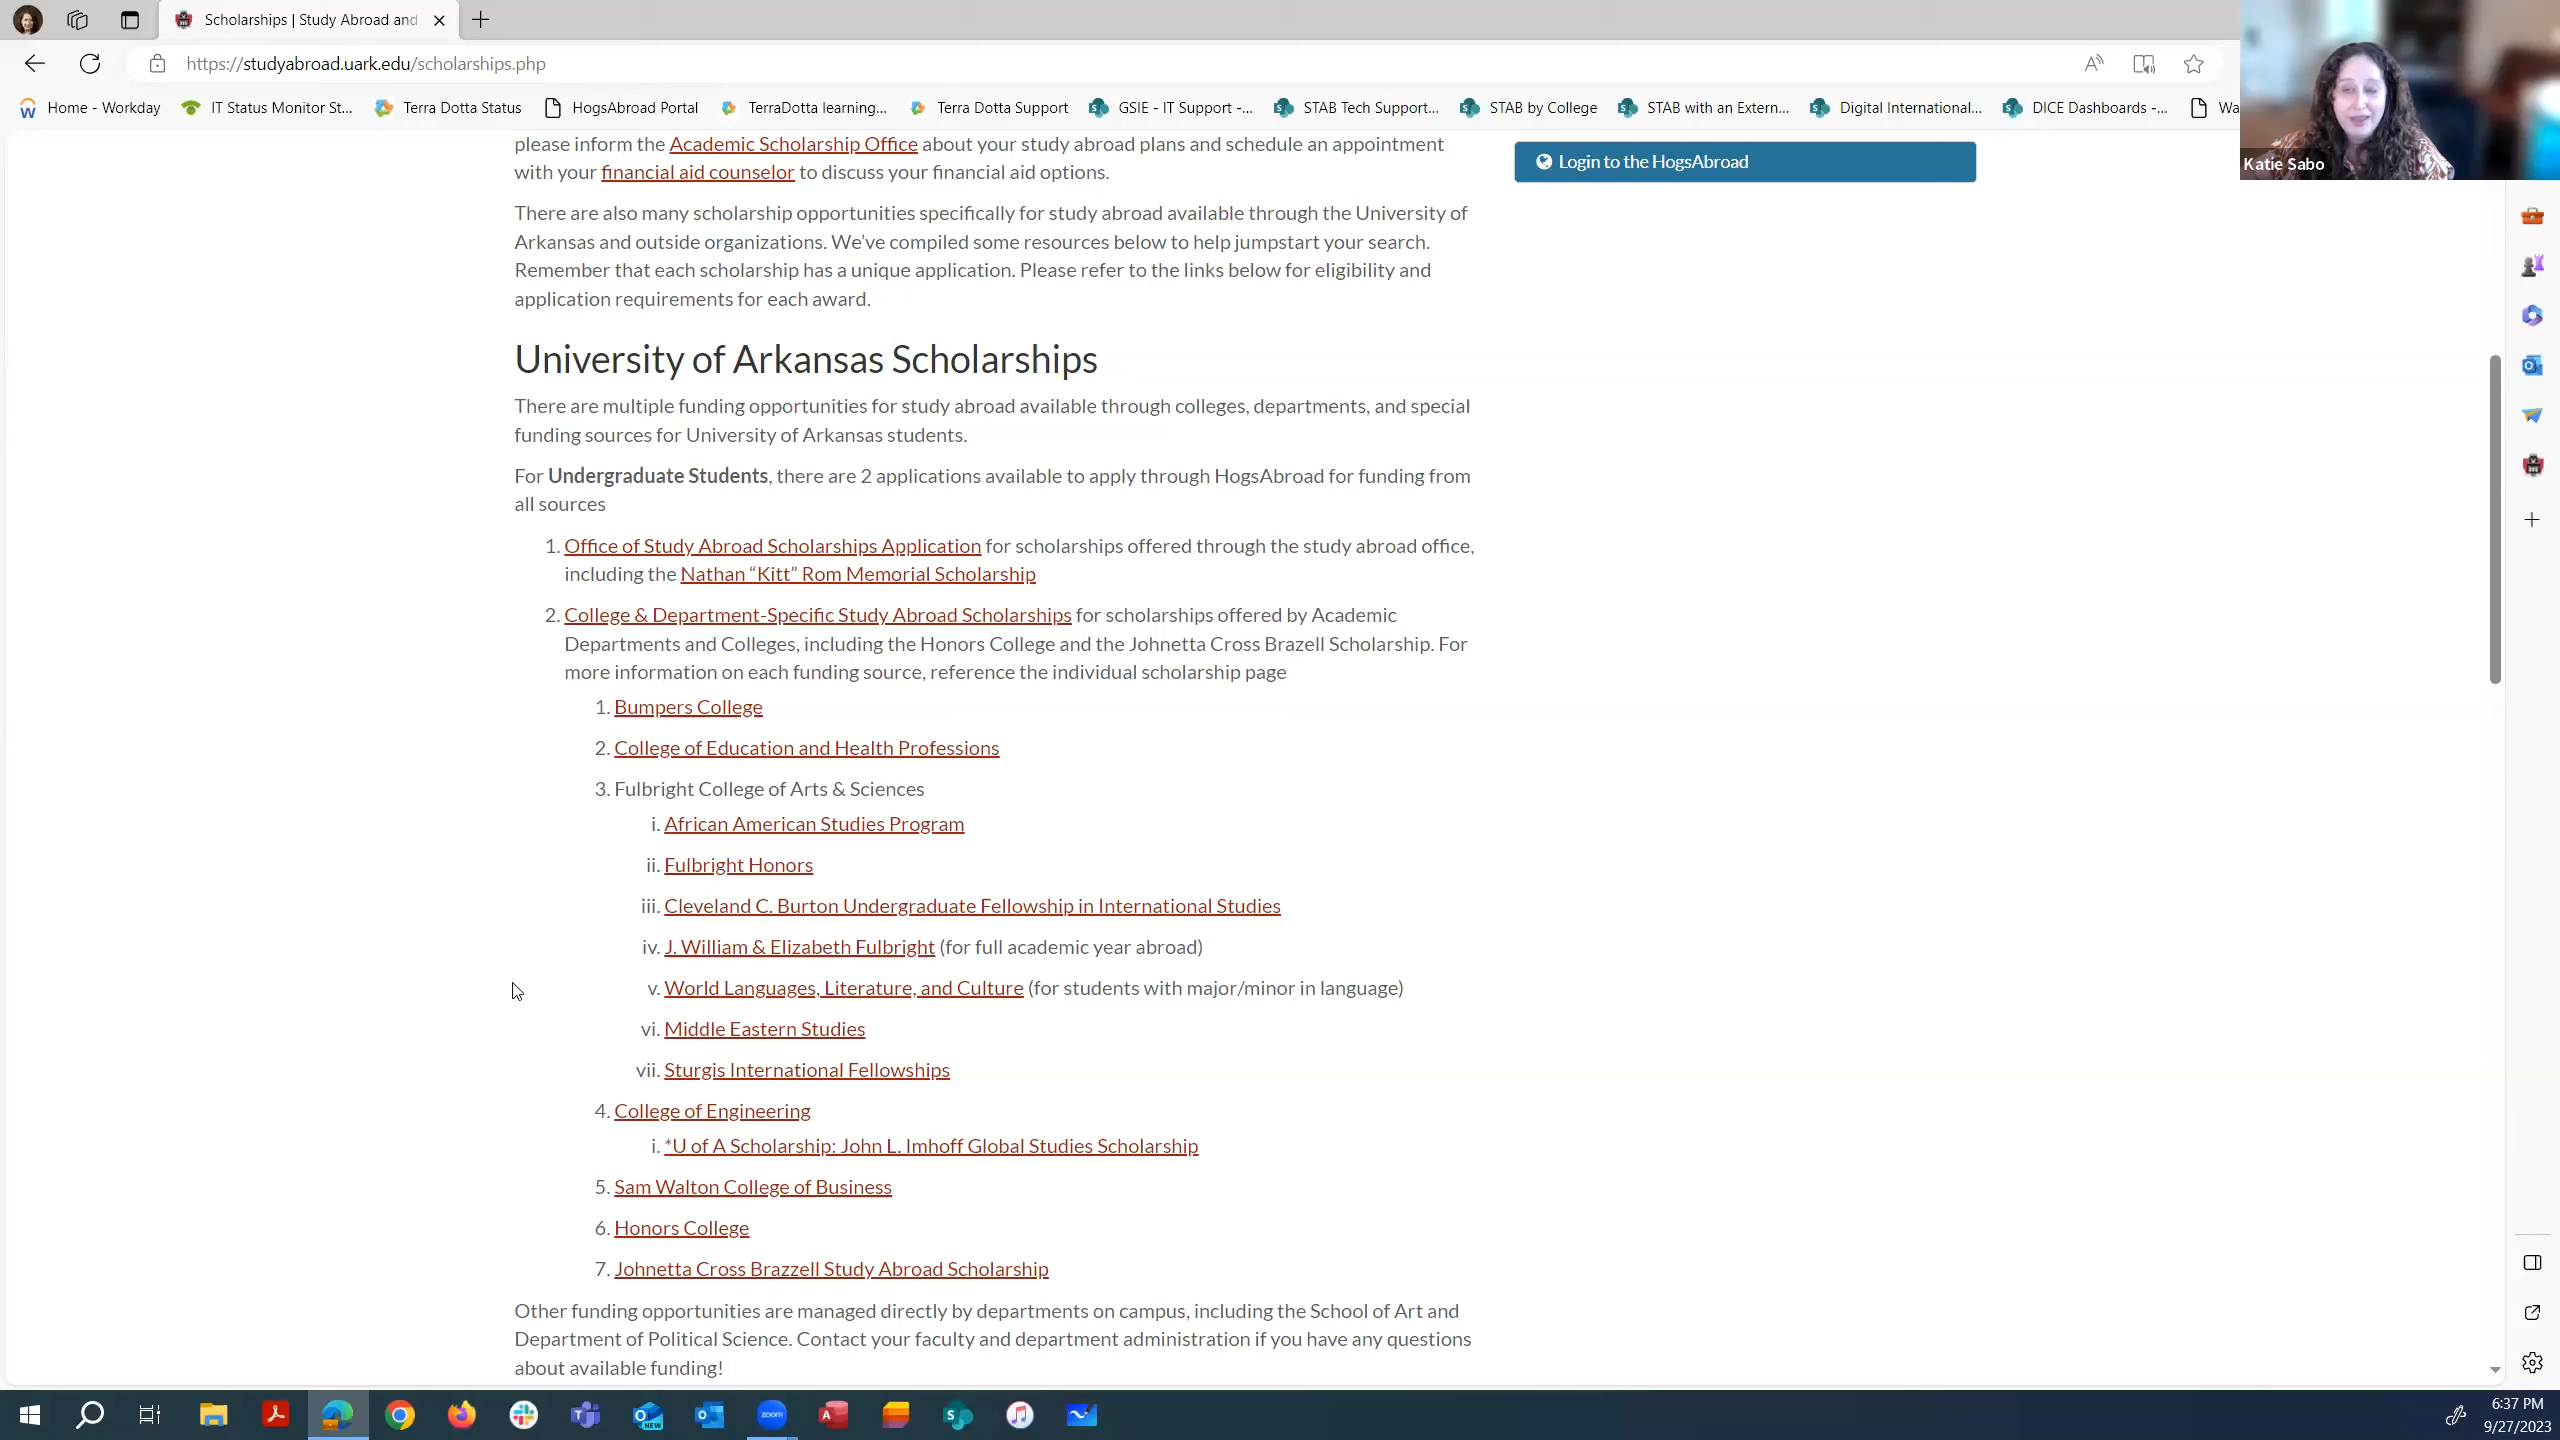 Scholarships | Study Abroad and
https://studyabroad.uark.edu/scholarships.php
Home - Workday
IT Status Monitor St...
Terra Dotta Status
HogsAbroad Portal
TerraDotta learning...
Terra Dotta Support
GSIE - IT Support -...
STAB Tech Support...
STAB by College
STAB with an Extern...
Digital International...
DICE Dashboards -...
Wa
Katie Sabo
please inform the Academic Scholarship Office about your study abroad plans and schedule an appointment
with your financial aid counselor to discuss your financial aid options.
Login to the HogsAbroad
There are also many scholarship opportunities specifically for study abroad available through the University of
Arkansas and outside organizations. We’ve compiled some resources below to help jumpstart your search.
Remember that each scholarship has a unique application. Please refer to the links below for eligibility and
application requirements for each award.
University of Arkansas Scholarships
There are multiple funding opportunities for study abroad available through colleges, departments, and special
funding sources for University of Arkansas students.
For Undergraduate Students, there are 2 applications available to apply through HogsAbroad for funding from
all sources
1. Office of Study Abroad Scholarships Application for scholarships offered through the study abroad office,
including the Nathan “Kitt” Rom Memorial Scholarship
2. College & Department-Specific Study Abroad Scholarships for scholarships offered by Academic
Departments and Colleges, including the Honors College and the Johnetta Cross Brazell Scholarship. For
more information on each funding source, reference the individual scholarship page
1. Bumpers College
2. College of Education and Health Professions
3. Fulbright College of Arts & Sciences
i. African American Studies Program
ii. Fulbright Honors
iii. Cleveland C. Burton Undergraduate Fellowship in International Studies
iv. J. William & Elizabeth Fulbright (for full academic year abroad)
v. World Languages, Literature, and Culture (for students with major/minor in language)
vi. Middle Eastern Studies
vii. Sturgis International Fellowships
4. College of Engineering
i. *U of A Scholarship: John L. Imhoff Global Studies Scholarship
5. Sam Walton College of Business
6. Honors College
7. Johnetta Cross Brazzell Study Abroad Scholarship
Other funding opportunities are managed directly by departments on campus, including the School of Art and
Department of Political Science. Contact your faculty and department administration if you have any questions
about available funding!
6:37 PM
9/27/2023